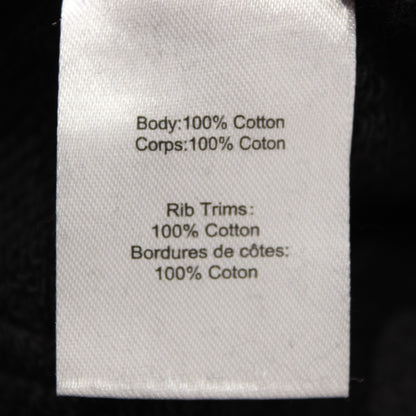 Body:100% Cotton
Corps:100% Coton
Rib Trims:
100% Cotton
Bordures de côtes:
100% Coton